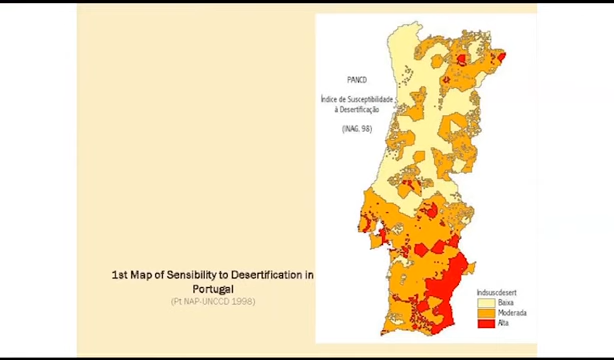 1st Map of Sensibility to Desertification in
Portugal
(Pt NAP-UNCCD 1998)
PANCD
Índice de Susceptibilidade
à Desertificação
(INAG, 98)
Indsuscdesert
Baixa
Moderada
Alta